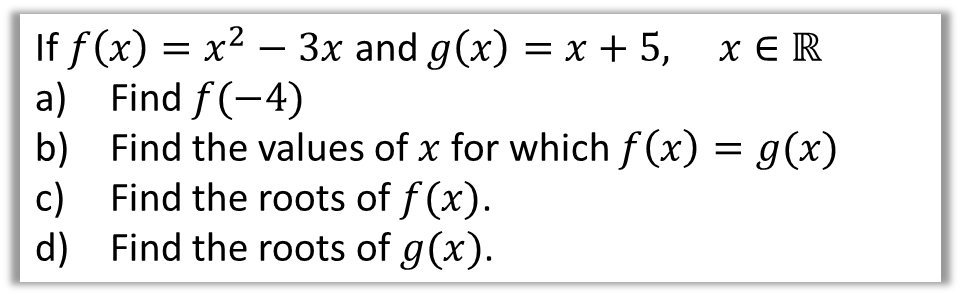 If f(x) = x² − 3x and g(x) = x + 5, x ∈ ℝ
a) Find f(−4)
b) Find the values of x for which f(x) = g(x)
c) Find the roots of f(x).
d) Find the roots of g(x).